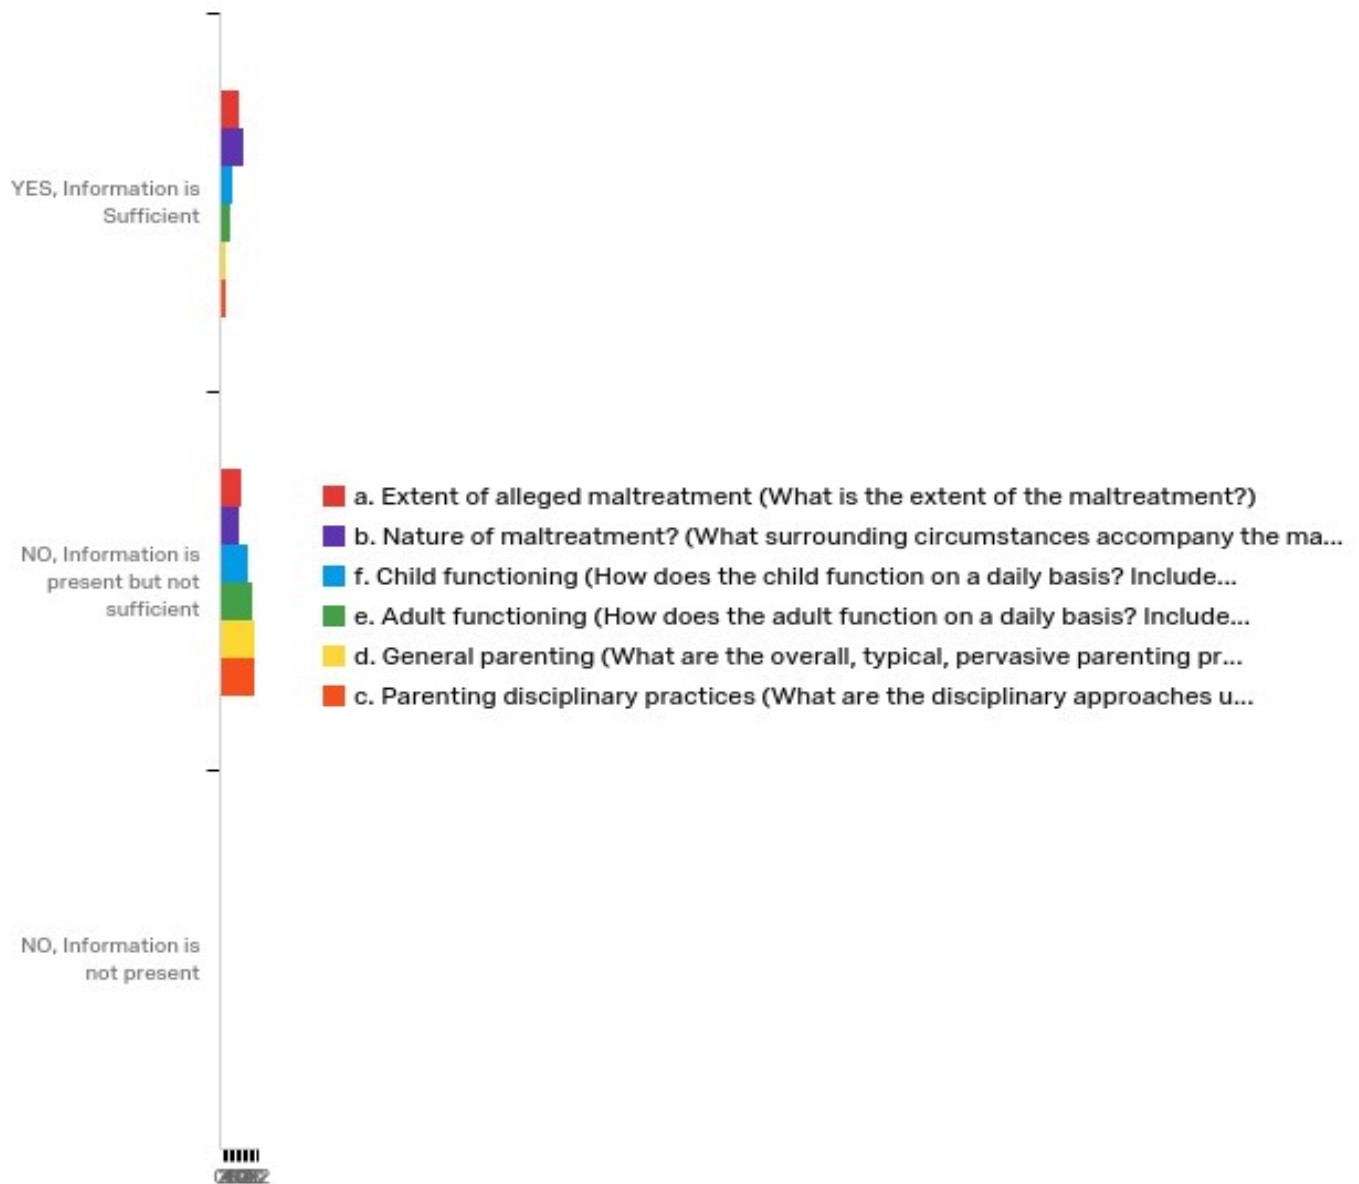 YES, Information is
Sufficient
NO, Information is
present but not
sufficient
a. Extent of alleged maltreatment (What is the extent of the maltreatment?)
b. Nature of maltreatment? (What surrounding circumstances accompany the ma...
f. Child functioning (How does the child function on a daily basis? Include...
e. Adult functioning (How does the adult function on a daily basis? Include...
d. General parenting (What are the overall, typical, pervasive parenting pr...
c. Parenting disciplinary practices (What are the disciplinary approaches u...
NO, Information is
not present